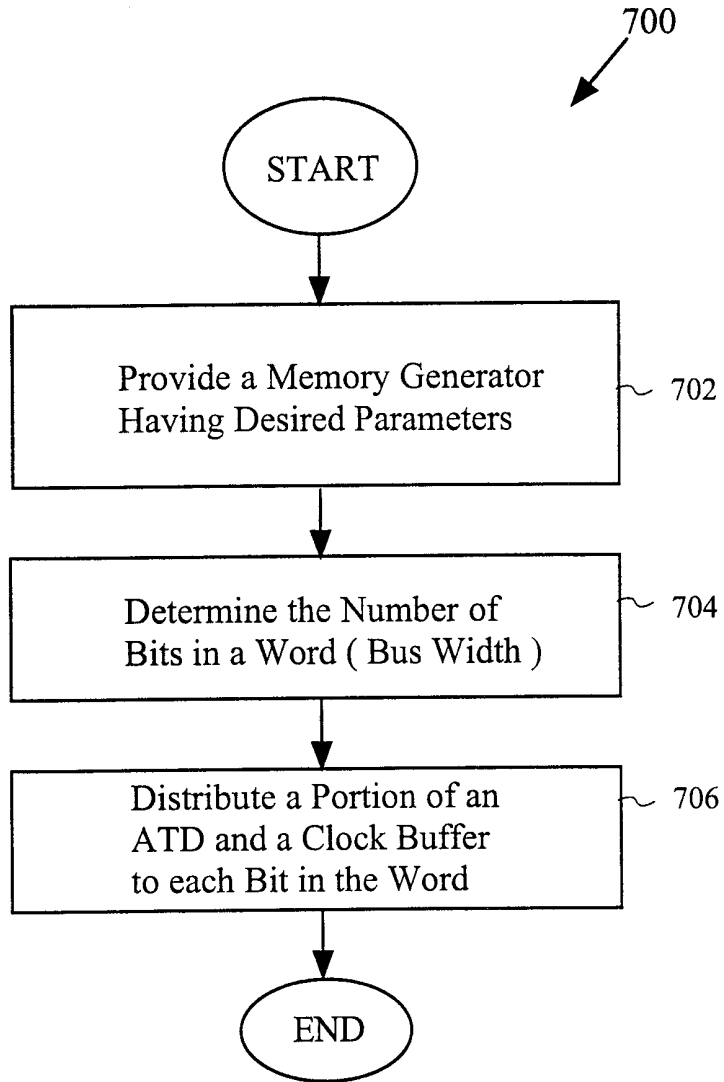 700
START
Provide a Memory Generator
Having Desired Parameters
702
Determine the Number of
Bits in a Word ( Bus Width )
704
Distribute a Portion of an
ATD and a Clock Buffer
to each Bit in the Word
706
END